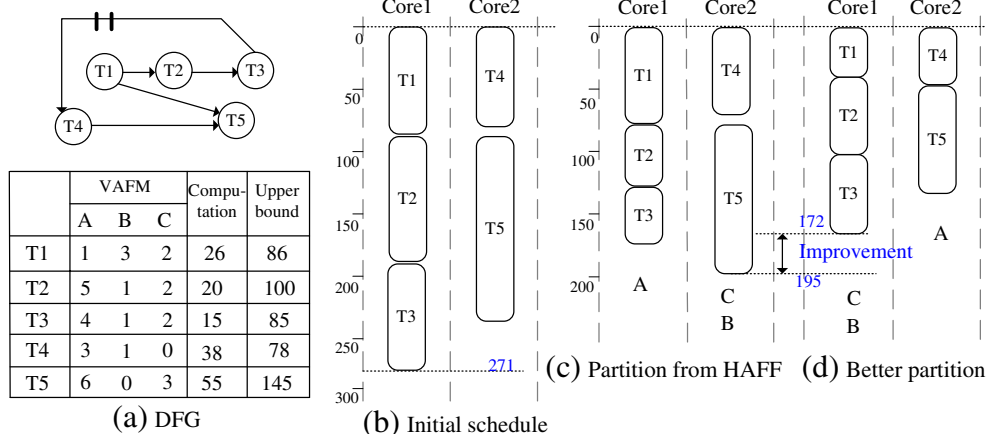 T1 T2 T3
T4 T5
VAFM Compu-tation Upper bound
A B C
T1 1 3 2 26 86
T2 5 1 2 20 100
T3 4 1 2 15 85
T4 3 1 0 38 78
T5 6 0 3 55 145
(a) DFG
Core1 Core2
0
50
100
150
200
250
300
T1 T4
T2 T5
T3
271
(b) Initial schedule
Core1 Core2
0
50
100
150
200
T1 T4
T2 T5
T3
A C
B
(c) Partition from HAFF
Core1 Core2
T1 T4
T2 T5
T3
172
Improvement
195
A
C
B
(d) Better partition